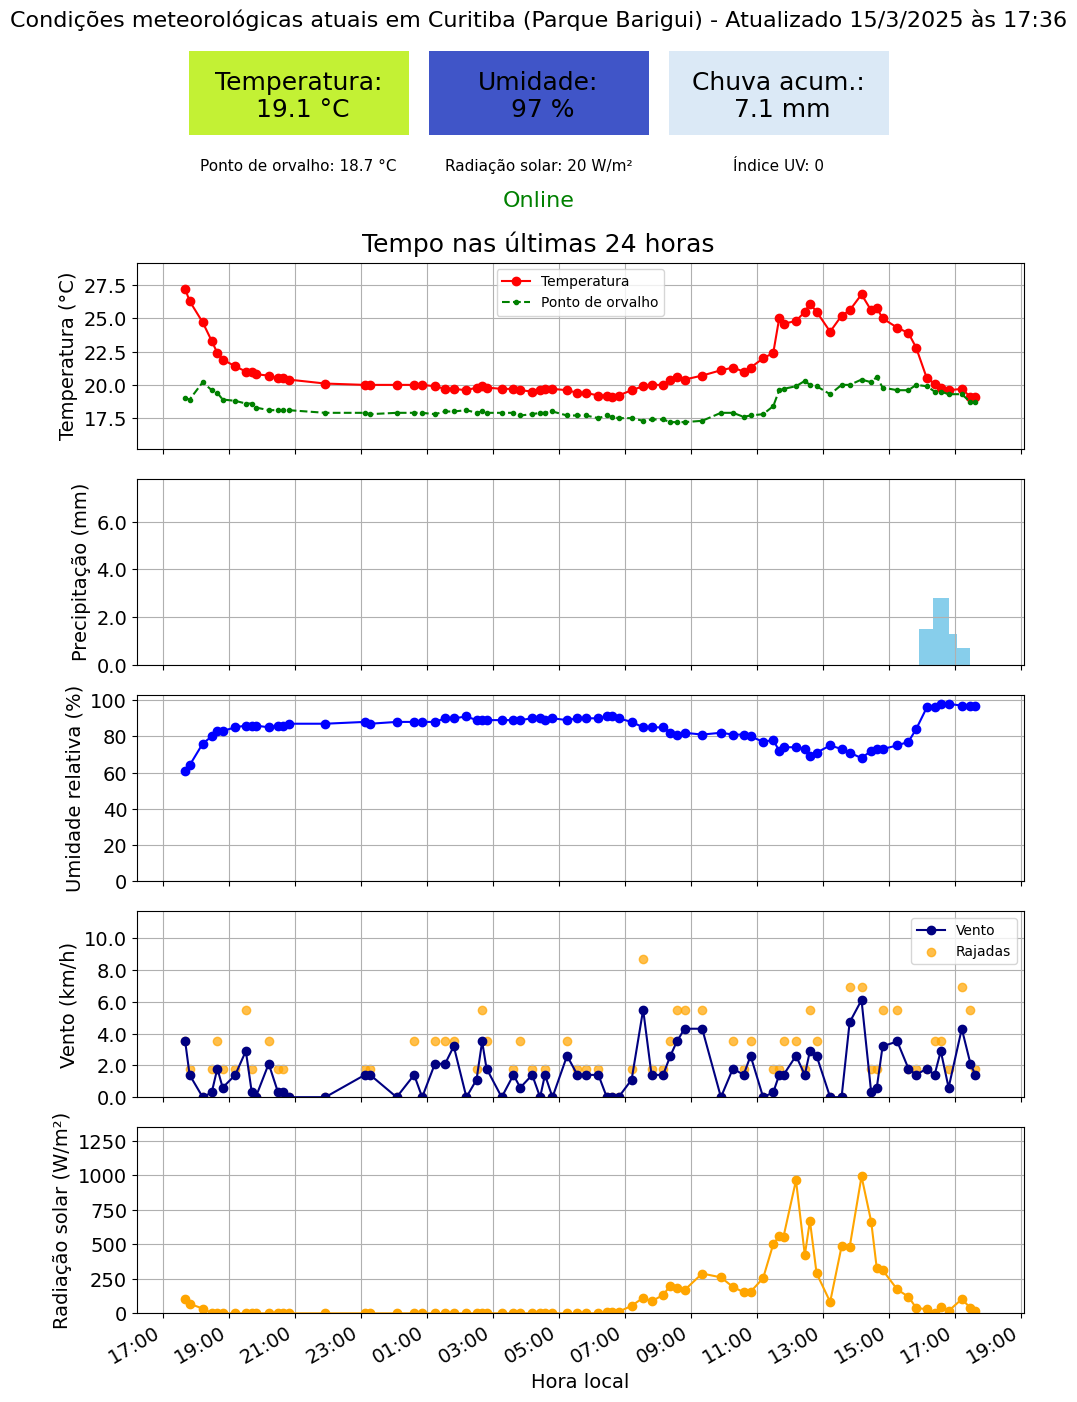 Condições meteorológicas atuais em Curitiba (Parque Barigui) - Atualizado 15/3/2025 às 17:36
Temperatura:
19.1 °C
Umidade:
97 %
Chuva acum.:
7.1 mm
Ponto de orvalho: 18.7 °C
Radiação solar: 20 W/m²
Índice UV: 0
Online
Tempo nas últimas 24 horas
Temperatura (°C)
27.5
25.0
22.5
20.0
17.5
Temperatura
Ponto de orvalho
Precipitação (mm)
6.0
4.0
2.0
0.0
Umidade relativa (%)
100
80
60
40
20
0
Vento (km/h)
10.0
8.0
6.0
4.0
2.0
0.0
Vento
Rajadas
Radiação solar (W/m²)
1250
1000
750
500
250
0
17:00
19:00
21:00
23:00
01:00
03:00
05:00
07:00
09:00
11:00
13:00
15:00
17:00
19:00
Hora local